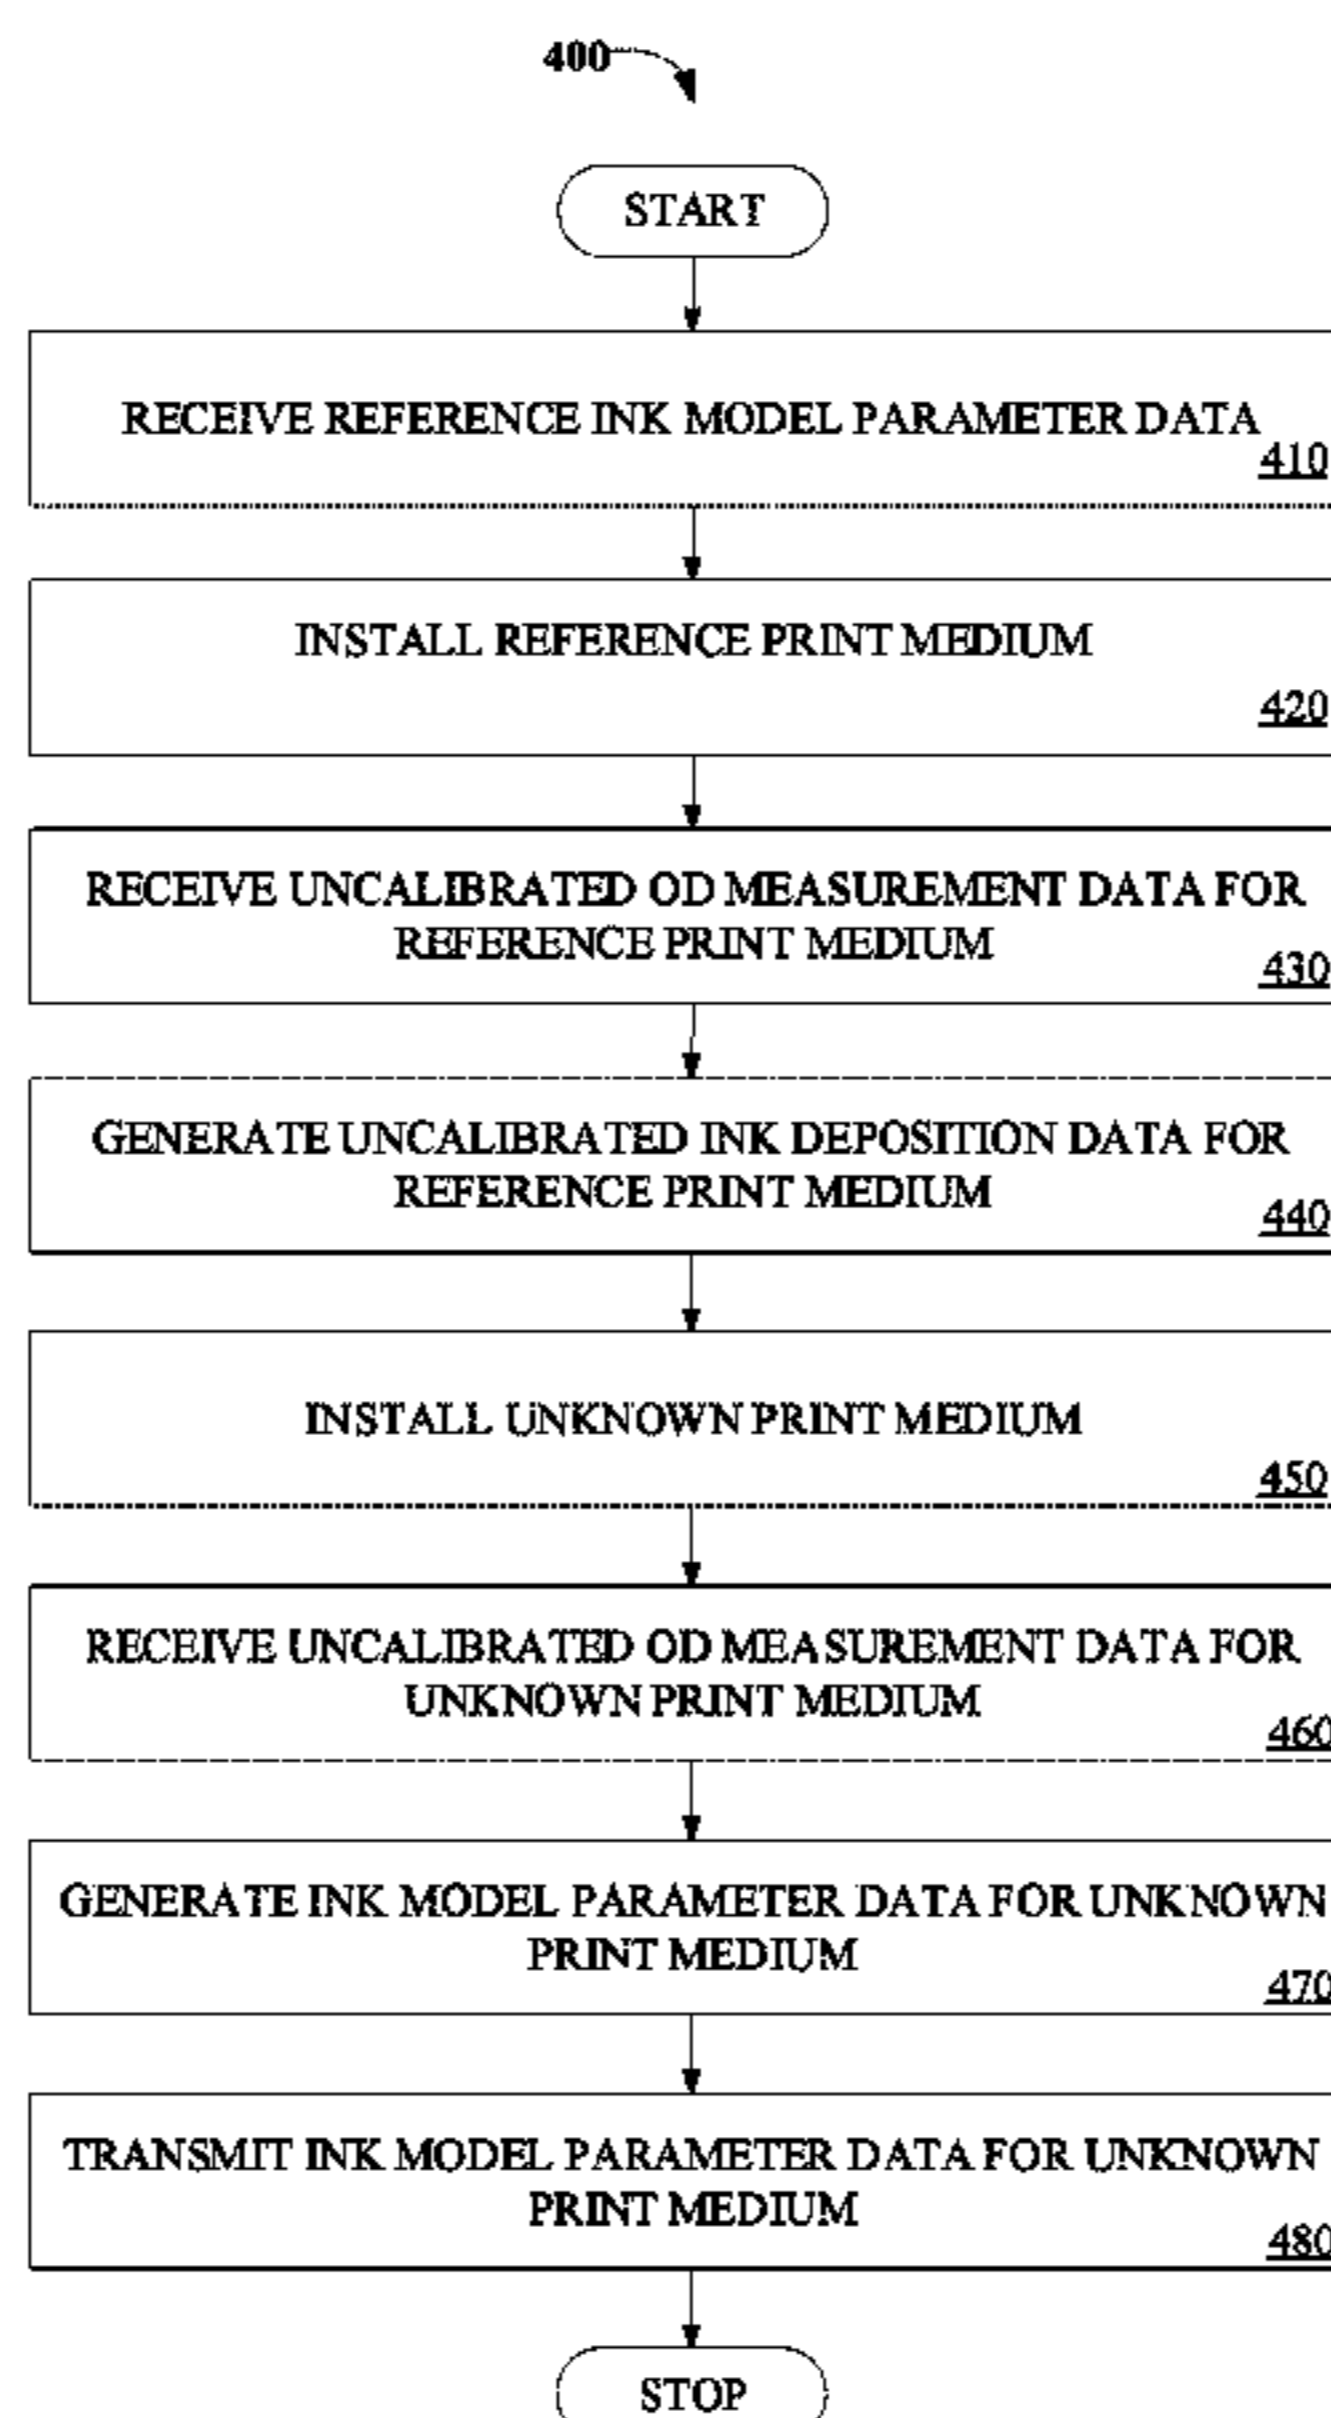 400
START
RECEIVE REFERENCE INK MODEL PARAMETER DATA
410
INSTALL REFERENCE PRINT MEDIUM
420
RECEIVE UNCALIBRATED OD MEASUREMENT DATA FOR
REFERENCE PRINT MEDIUM
430
GENERATE UNCALIBRATED INK DEPOSITION DATA FOR
REFERENCE PRINT MEDIUM
440
INSTALL UNKNOWN PRINT MEDIUM
450
RECEIVE UNCALIBRATED OD MEASUREMENT DATA FOR
UNKNOWN PRINT MEDIUM
460
GENERATE INK MODEL PARAMETER DATA FOR UNKNOWN
PRINT MEDIUM
470
TRANSMIT INK MODEL PARAMETER DATA FOR UNKNOWN
PRINT MEDIUM
480
STOP